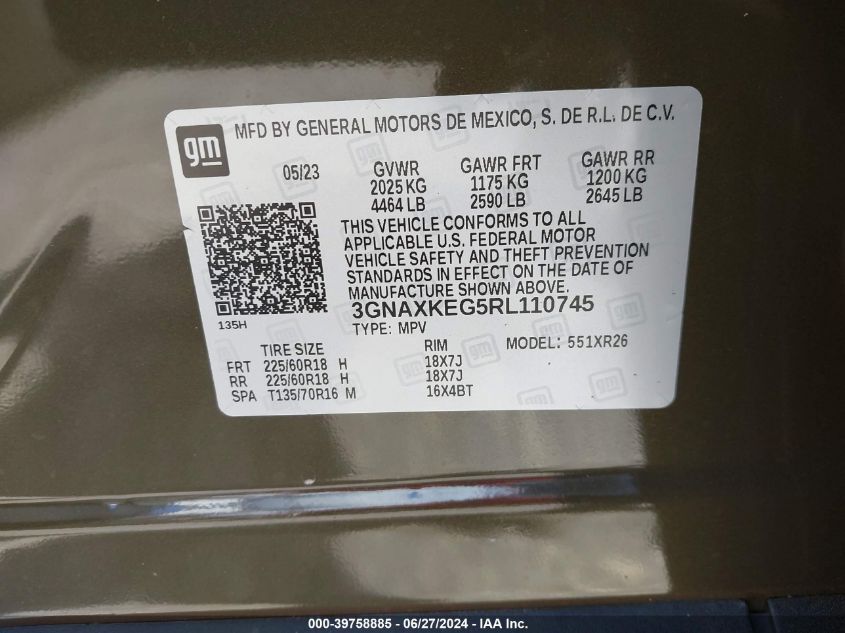 gm
MFD BY GENERAL MOTORS DE MEXICO, S. DE R.L. DE C.V.
05/23 GVWR GAWR FRT GAWR RR
2025 KG 1175 KG 1200 KG
4464 LB 2590 LB 2645 LB
THIS VEHICLE CONFORMS TO ALL
APPLICABLE U.S. FEDERAL MOTOR
VEHICLE SAFETY AND THEFT PREVENTION
STANDARDS IN EFFECT ON THE DATE OF
MANUFACTURE SHOWN ABOVE.
3GNAXKEG5RL110745
135H
TYPE: MPV
TIRE SIZE RIM MODEL: 551XR26
FRT 225/60R18 H 18X7J
RR 225/60R18 H 18X7J
SPA T135/70R16 M 16X4BT
000-39758885 - 06/27/2024 - IAA Inc.